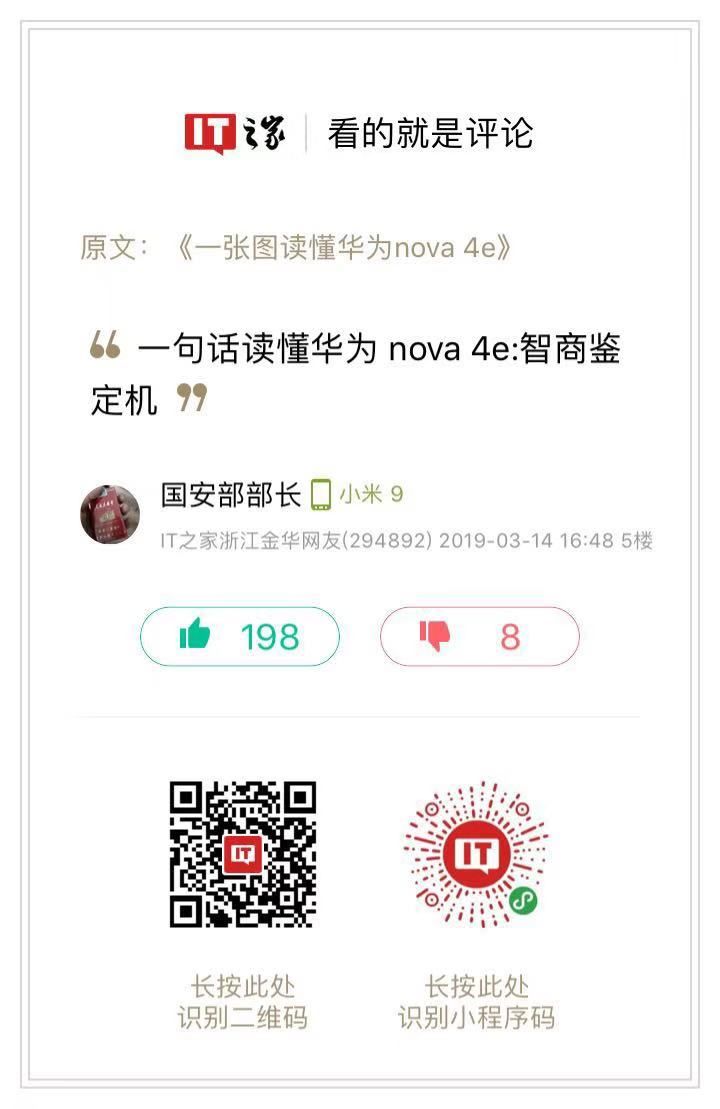 IT之家 | 看的就是评论
原文：《一张图读懂华为nova 4e》
“ 一句话读懂华为 nova 4e:智商鉴
定机 ”
国安部部长 小米 9
IT之家浙江金华网友(294892) 2019-03-14 16:48 5楼
198 8
IT IT
长按此处 长按此处
识别二维码 识别小程序码